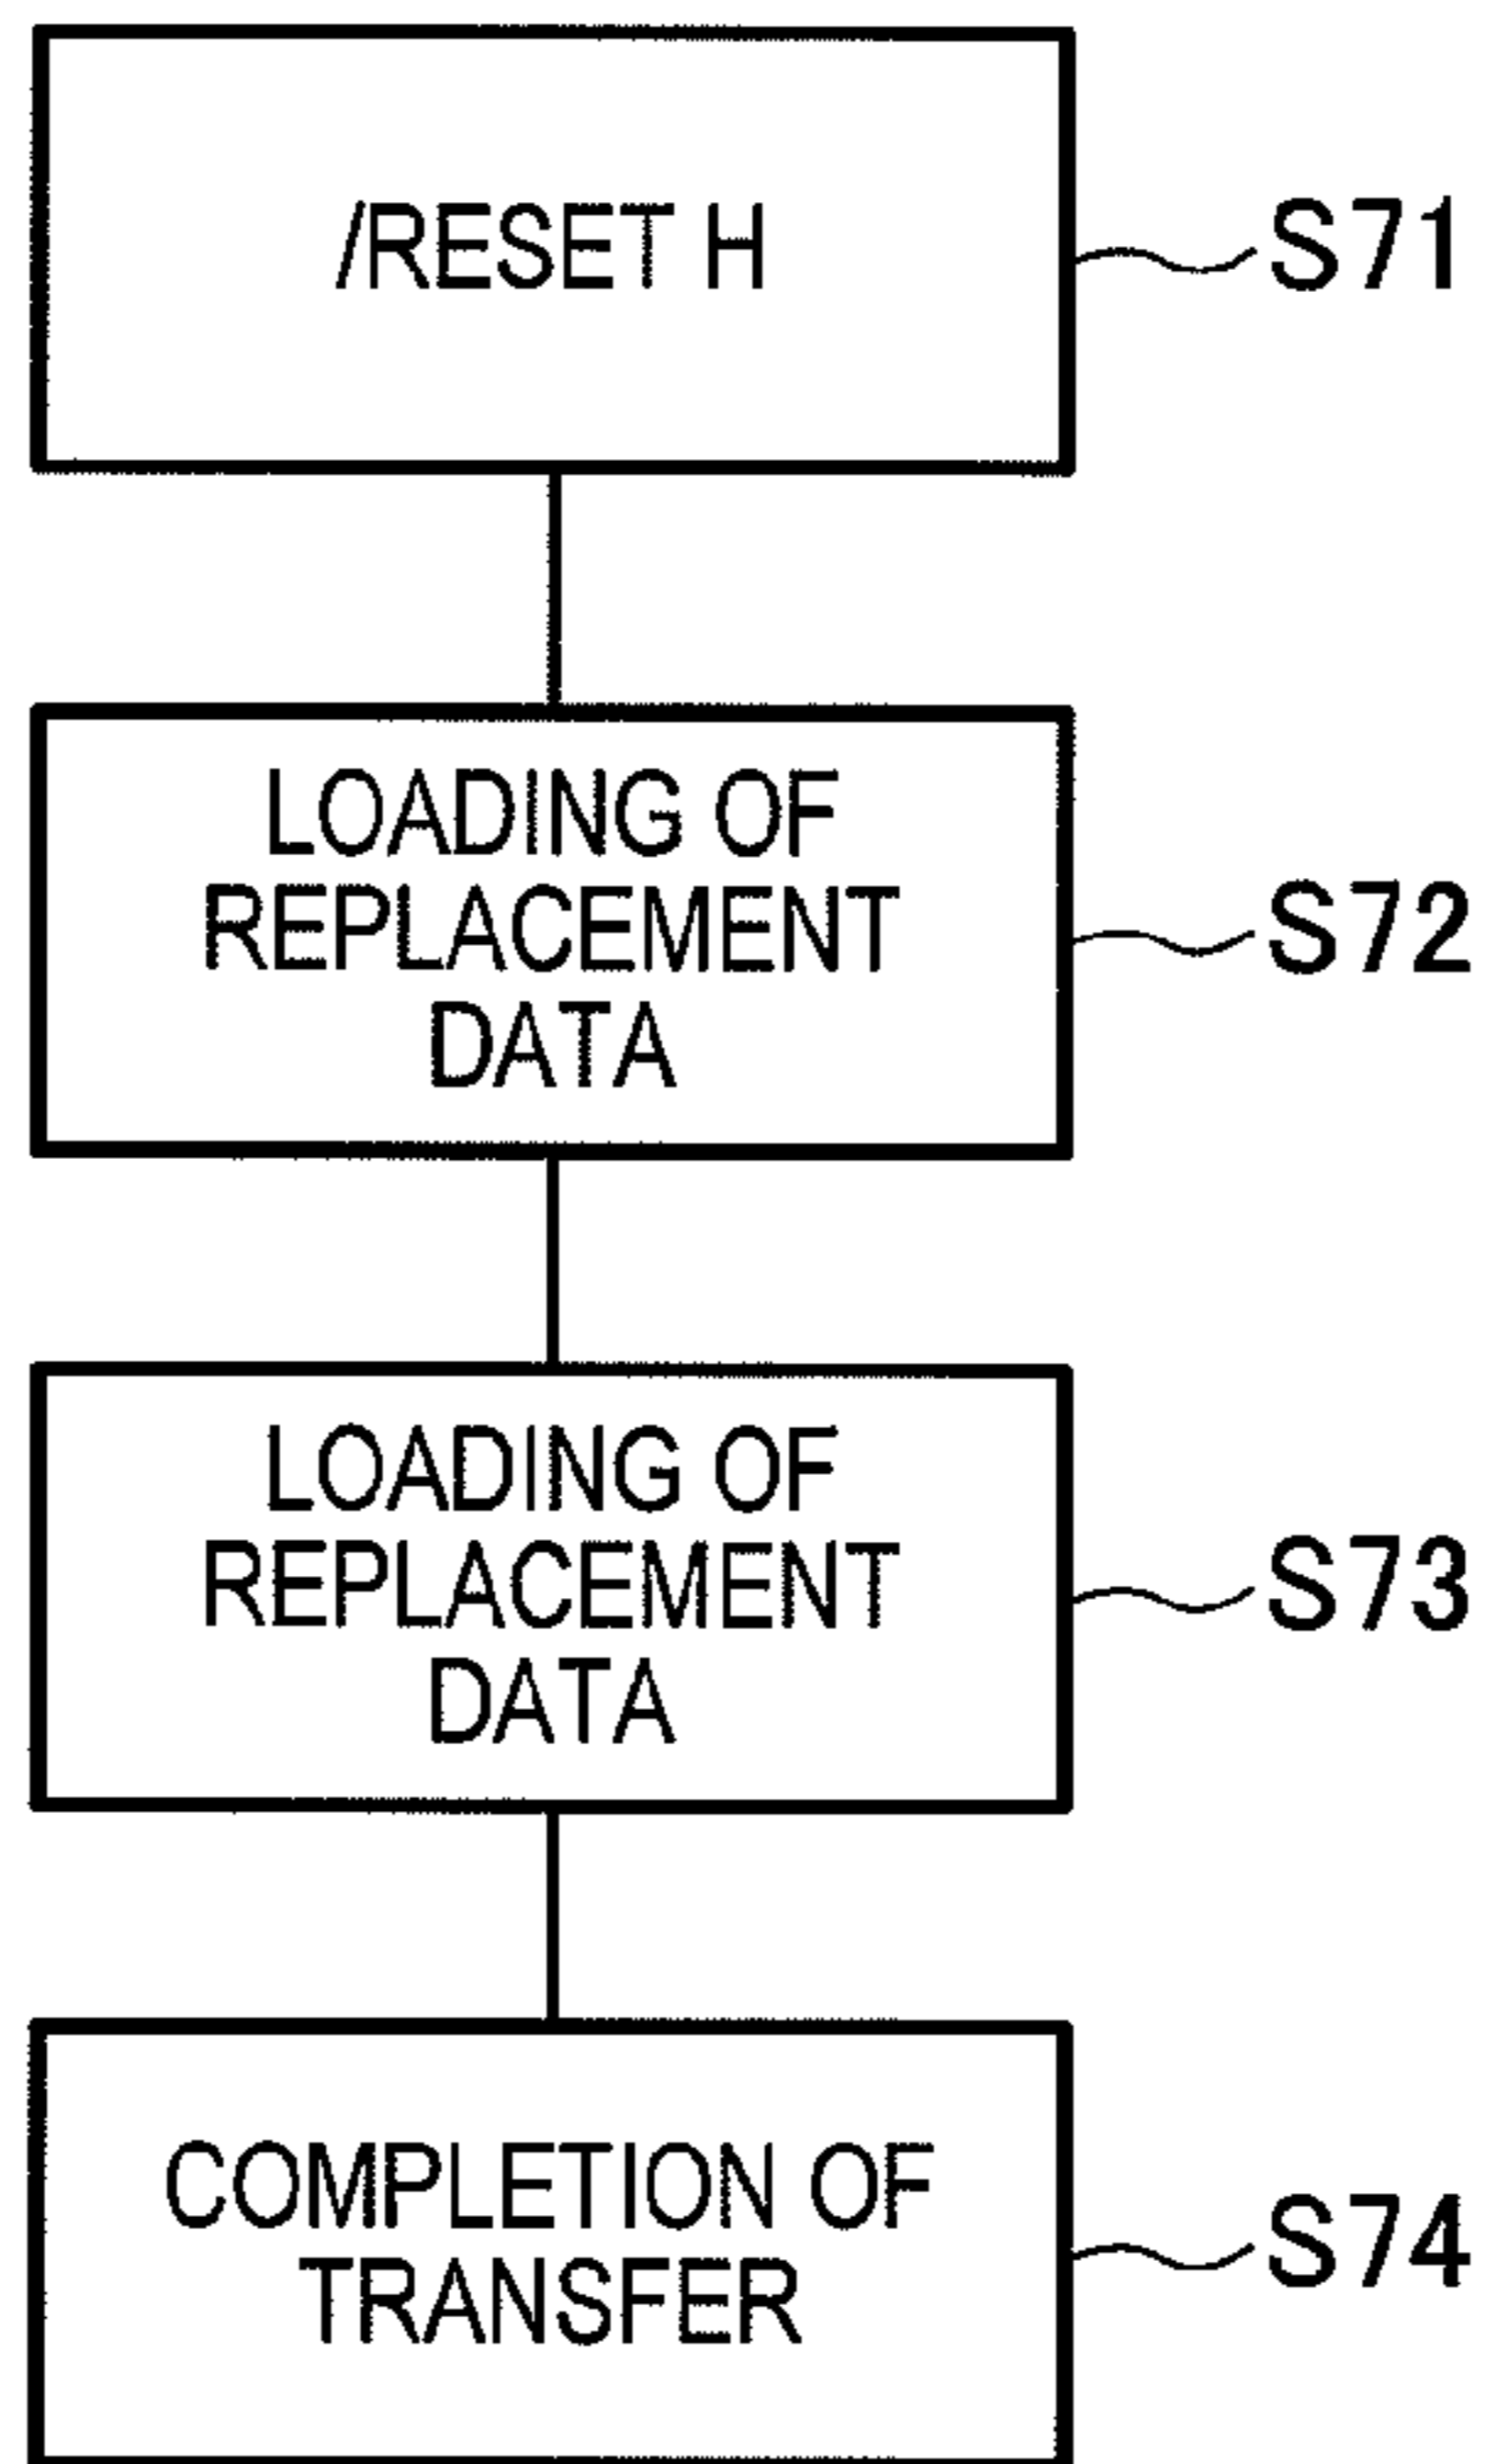 /RESET H
S71
LOADING OF
REPLACEMENT
DATA
S72
LOADING OF
REPLACEMENT
DATA
S73
COMPLETION OF
TRANSFER
S74